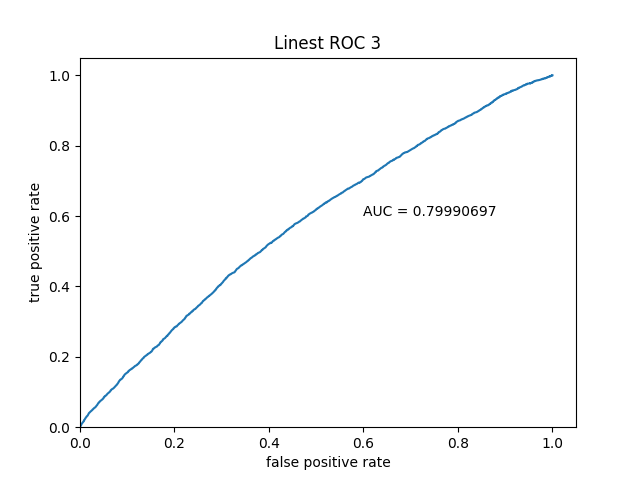 Linest ROC 3
1.0
0.8
0.6
0.4
0.2
0.0
true positive rate
AUC = 0.79990697
0.0 0.2 0.4 0.6 0.8 1.0
false positive rate